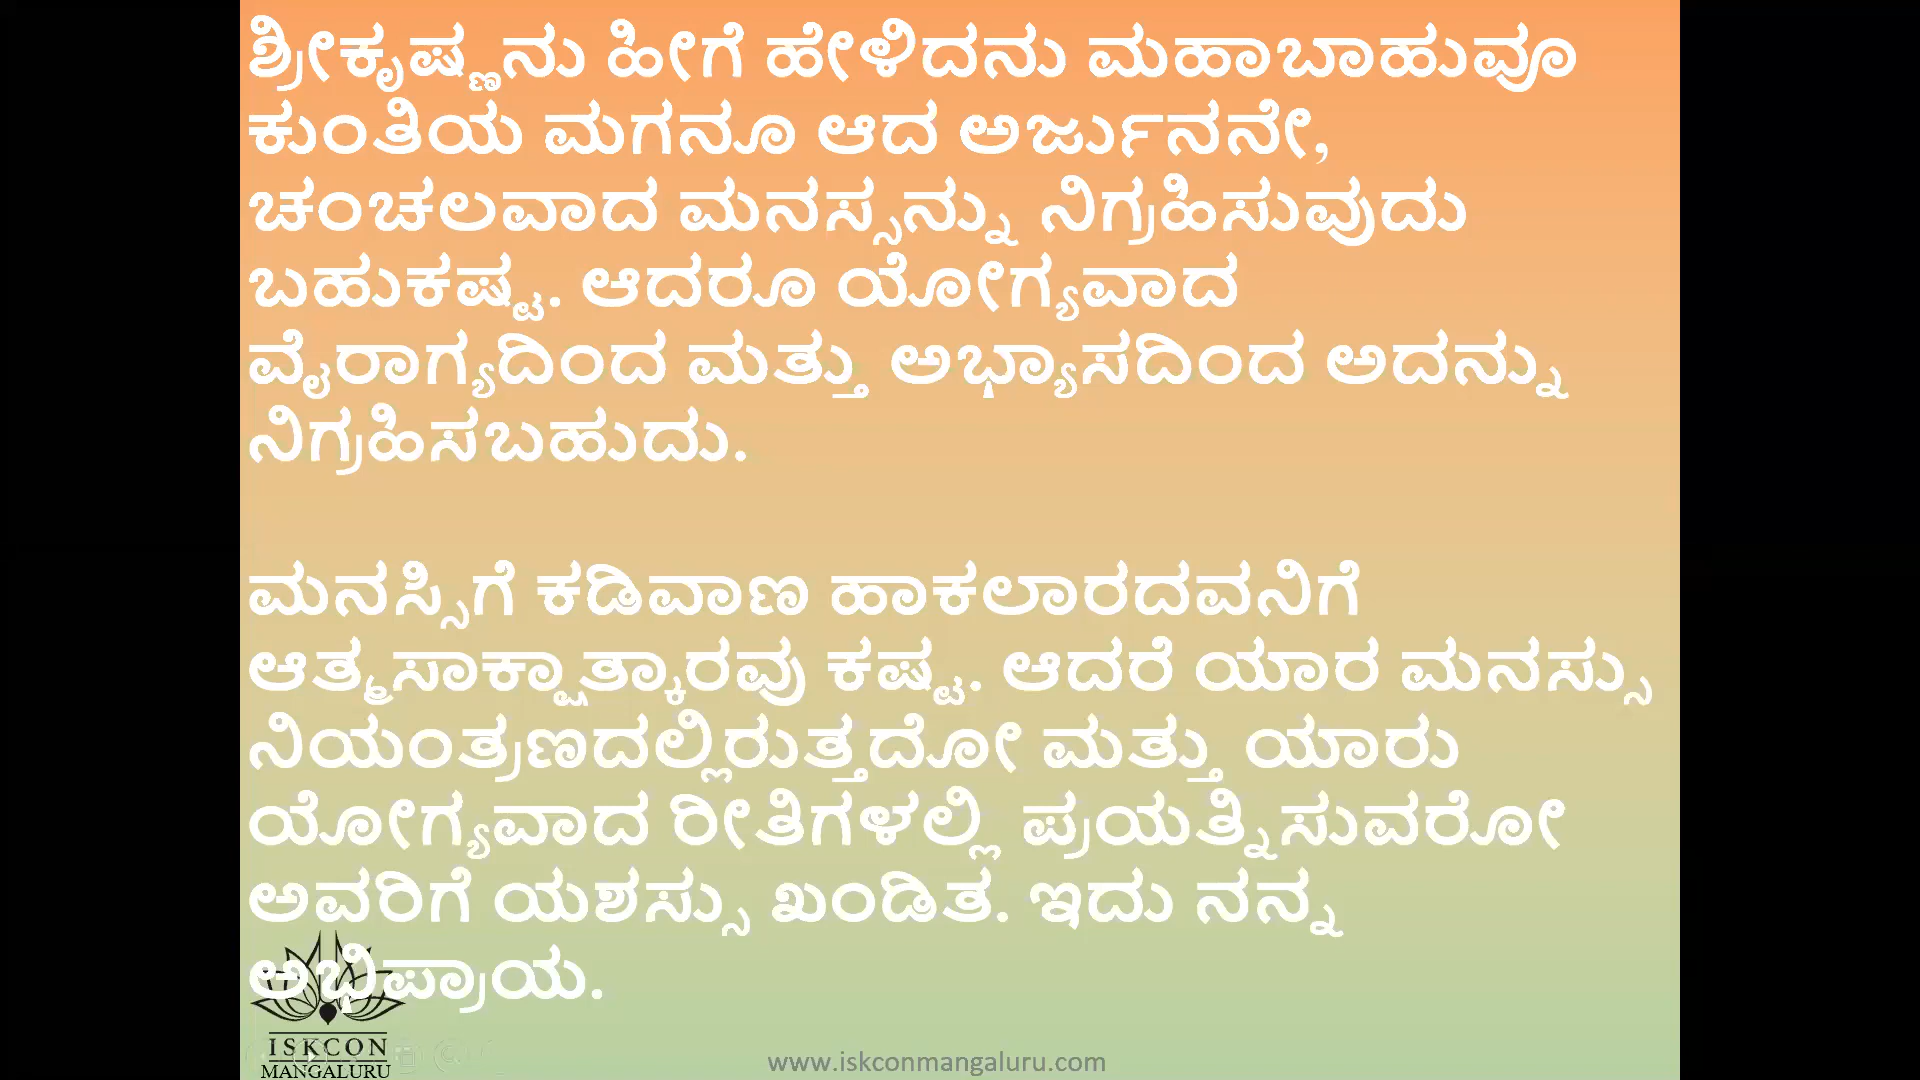 ಶ್ರೀಕೃಷ್ಣನು ಹೀಗೆ ಹೇಳಿದನು ಮಹಾಬಾಹುವೂ
ಕುಂತಿಯ ಮಗನೂ ಆದ ಅರ್ಜುನನೇ,
ಚಂಚಲವಾದ ಮನಸ್ಸನ್ನು ನಿಗ್ರಹಿಸುವುದು
ಬಹುಕಷ್ಟ. ಆದರೂ ಯೋಗ್ಯವಾದ
ವೈರಾಗ್ಯದಿಂದ ಮತ್ತು ಅಭ್ಯಾಸದಿಂದ ಅದನ್ನು
ನಿಗ್ರಹಿಸಬಹುದು.
ಮನಸ್ಸಿಗೆ ಕಡಿವಾಣ ಹಾಕಲಾರದವನಿಗೆ
ಆತ್ಮಸಾಕ್ಷಾತ್ಕಾರವು ಕಷ್ಟ. ಆದರೆ ಯಾರ ಮನಸ್ಸು
ನಿಯಂತ್ರಣದಲ್ಲಿರುತ್ತದೋ ಮತ್ತು ಯಾರು
ಯೋಗ್ಯವಾದ ರೀತಿಗಳಲ್ಲಿ ಪ್ರಯತ್ನಿಸುವರೋ
ಅವರಿಗೆ ಯಶಸ್ಸು ಖಂಡಿತ. ಇದು ನನ್ನ
ಅಭಿಪ್ರಾಯ.
ISKCON
MANGALURU
www.iskconmangaluru.com